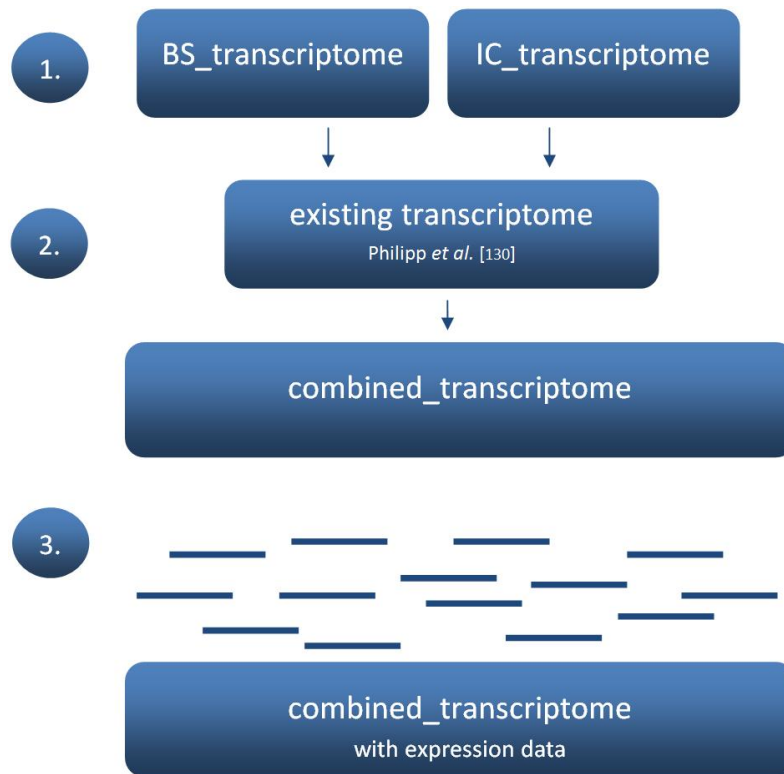 1.
BS_transcriptome
IC_transcriptome
2.
existing transcriptome
Philipp et al. [130]
combined_transcriptome
3.
combined_transcriptome
with expression data